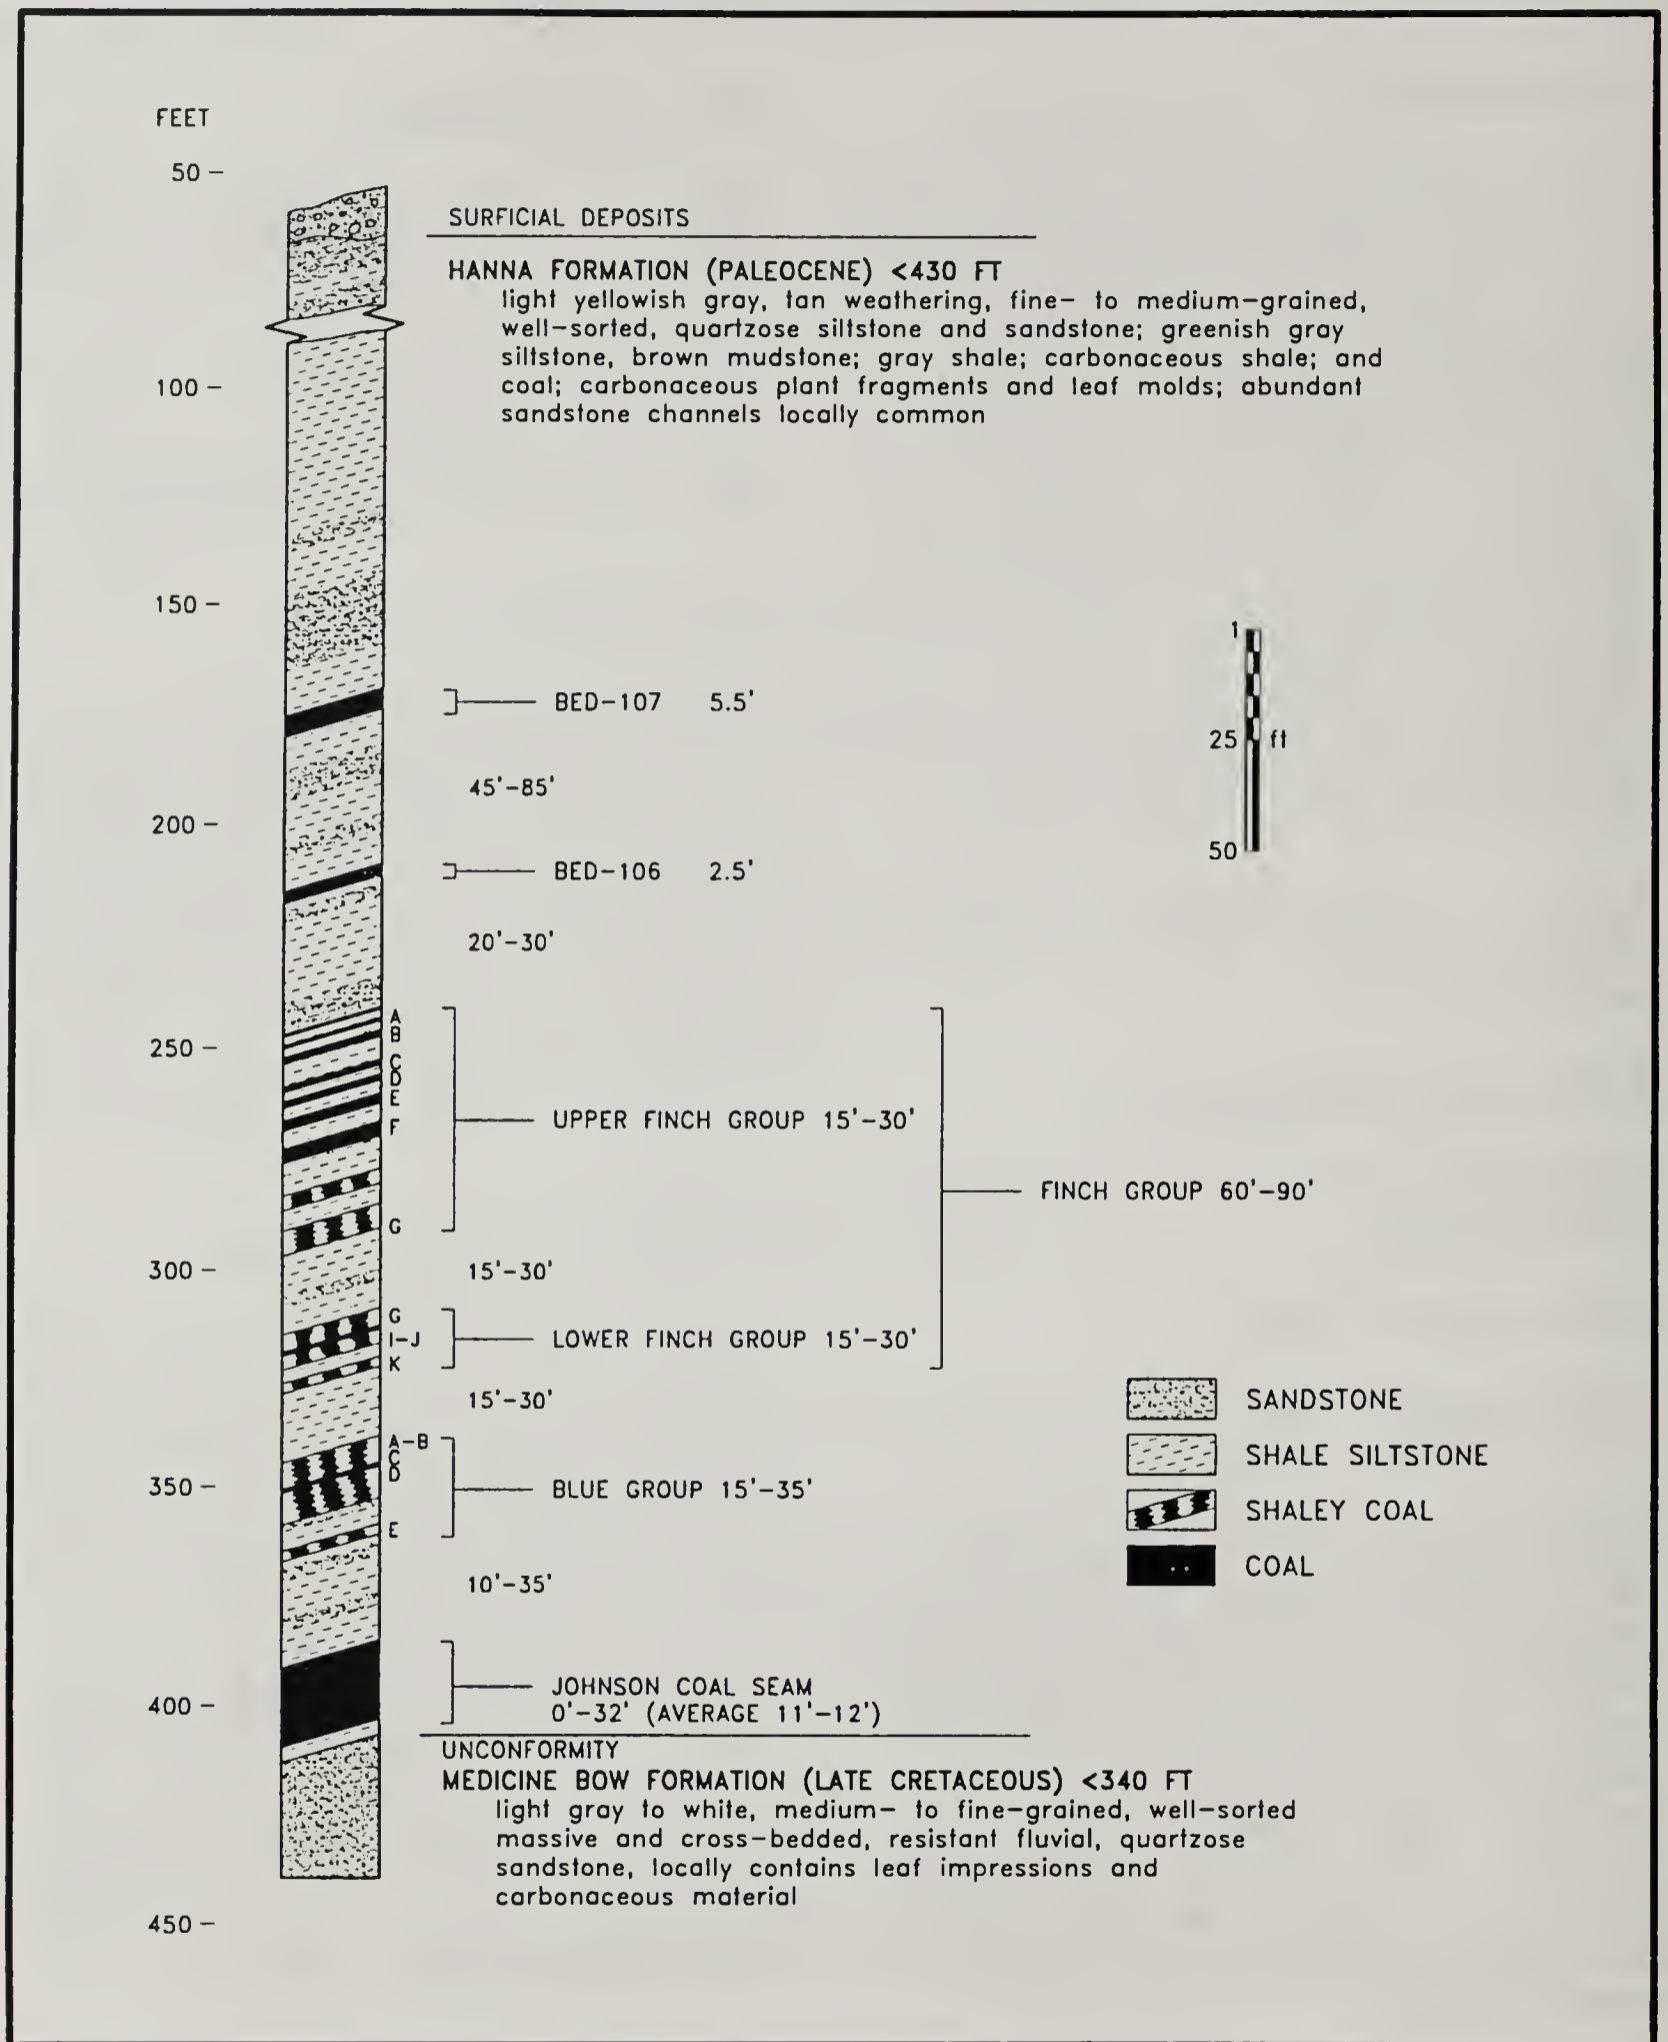 FEET
50 –
SURFICIAL DEPOSITS
HANNA FORMATION (PALEOCENE) <430 FT
light yellowish gray, tan weathering, fine– to medium–grained,
well–sorted, quartzose siltstone and sandstone; greenish gray
siltstone, brown mudstone; gray shale; carbonaceous shale; and
coal; carbonaceous plant fragments and leaf molds; abundant
sandstone channels locally common
100 –
150 –
1
25 ft
50
BED–107 5.5'
45'–85'
200 –
BED–106 2.5'
20'–30'
A
B
250 –
C
D
E
F
UPPER FINCH GROUP 15'–30'
FINCH GROUP 60'–90'
G
300 –
15'–30'
G
I–J
LOWER FINCH GROUP 15'–30'
K
15'–30'
A–B
C
D
350 –
BLUE GROUP 15'–35'
E
10'–35'
SANDSTONE
SHALE SILTSTONE
SHALEY COAL
COAL
JOHNSON COAL SEAM
0'–32' (AVERAGE 11'–12')
400 –
UNCONFORMITY
MEDICINE BOW FORMATION (LATE CRETACEOUS) <340 FT
light gray to white, medium– to fine–grained, well–sorted
massive and cross–bedded, resistant fluvial, quartzose
sandstone, locally contains leaf impressions and
carbonaceous material
450 –